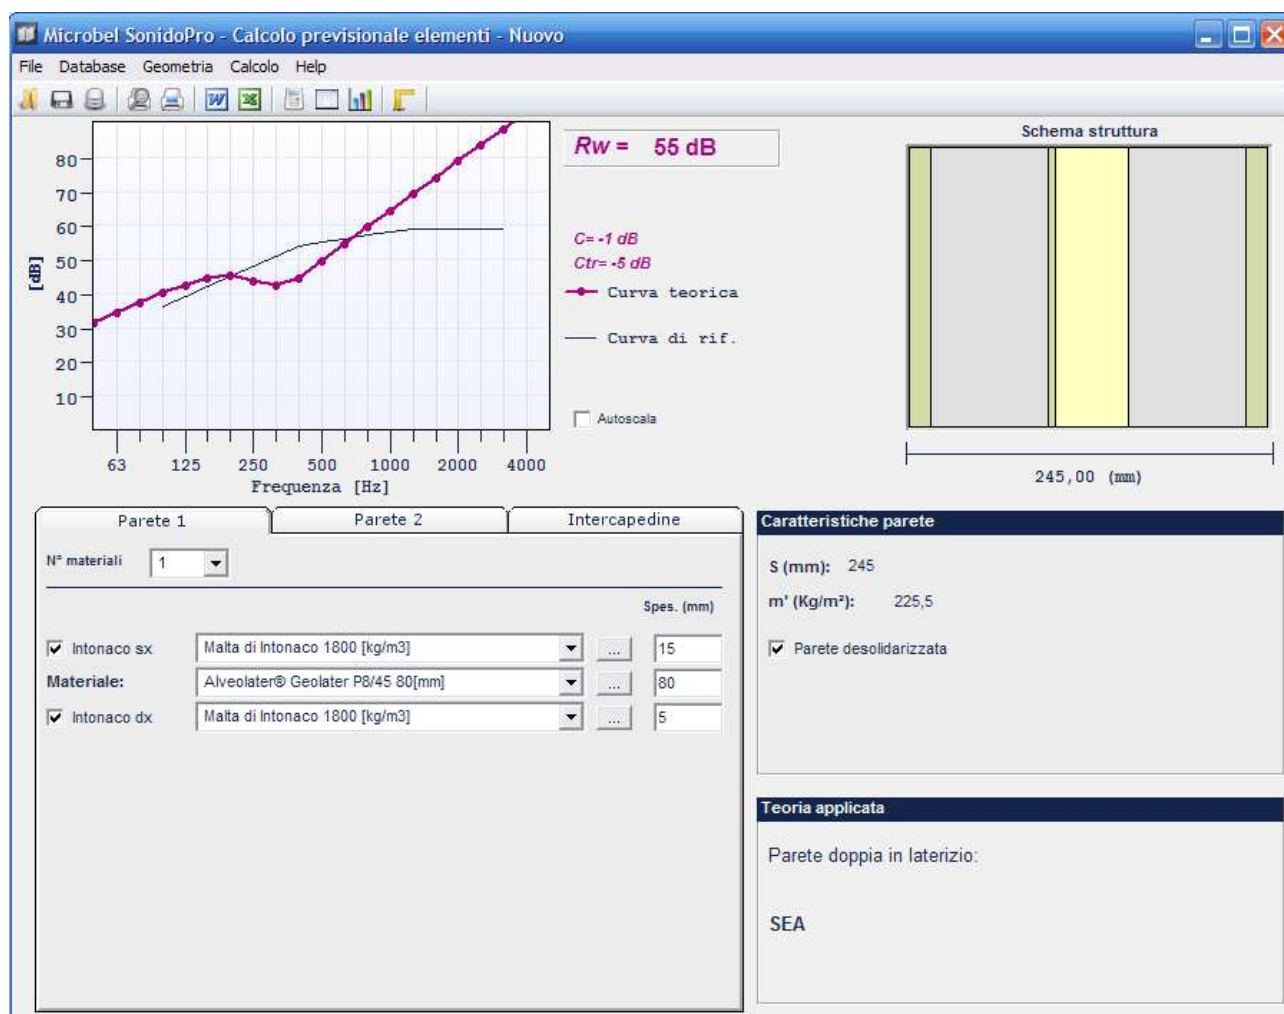 Microbel SonidoPro - Calcolo previsionale elementi - Nuovo
File Database Geometria Calcolo Help
80
70
60
50
40
30
20
10
[dB]
63 125 250 500 1000 2000 4000
Frequenza [Hz]
Rw = 55 dB
C= -1 dB
Ctr= -5 dB
Curva teorica
Curva di rif.
Autoscala
Schema struttura
245,00 (mm)
Parete 1 Parete 2 Intercapedine
N° materiali 1
Spes. (mm)
Intonaco sx Malta di Intonaco 1800 [kg/m3] ... 15
Materiale: Alveolater® Geolater P8/45 80[mm] ... 80
Intonaco dx Malta di Intonaco 1800 [kg/m3] ... 5
Caratteristiche parete
S (mm): 245
m' (Kg/m²): 225,5
Parete desolidarizzata
Teoria applicata
Parete doppia in laterizio:
SEA